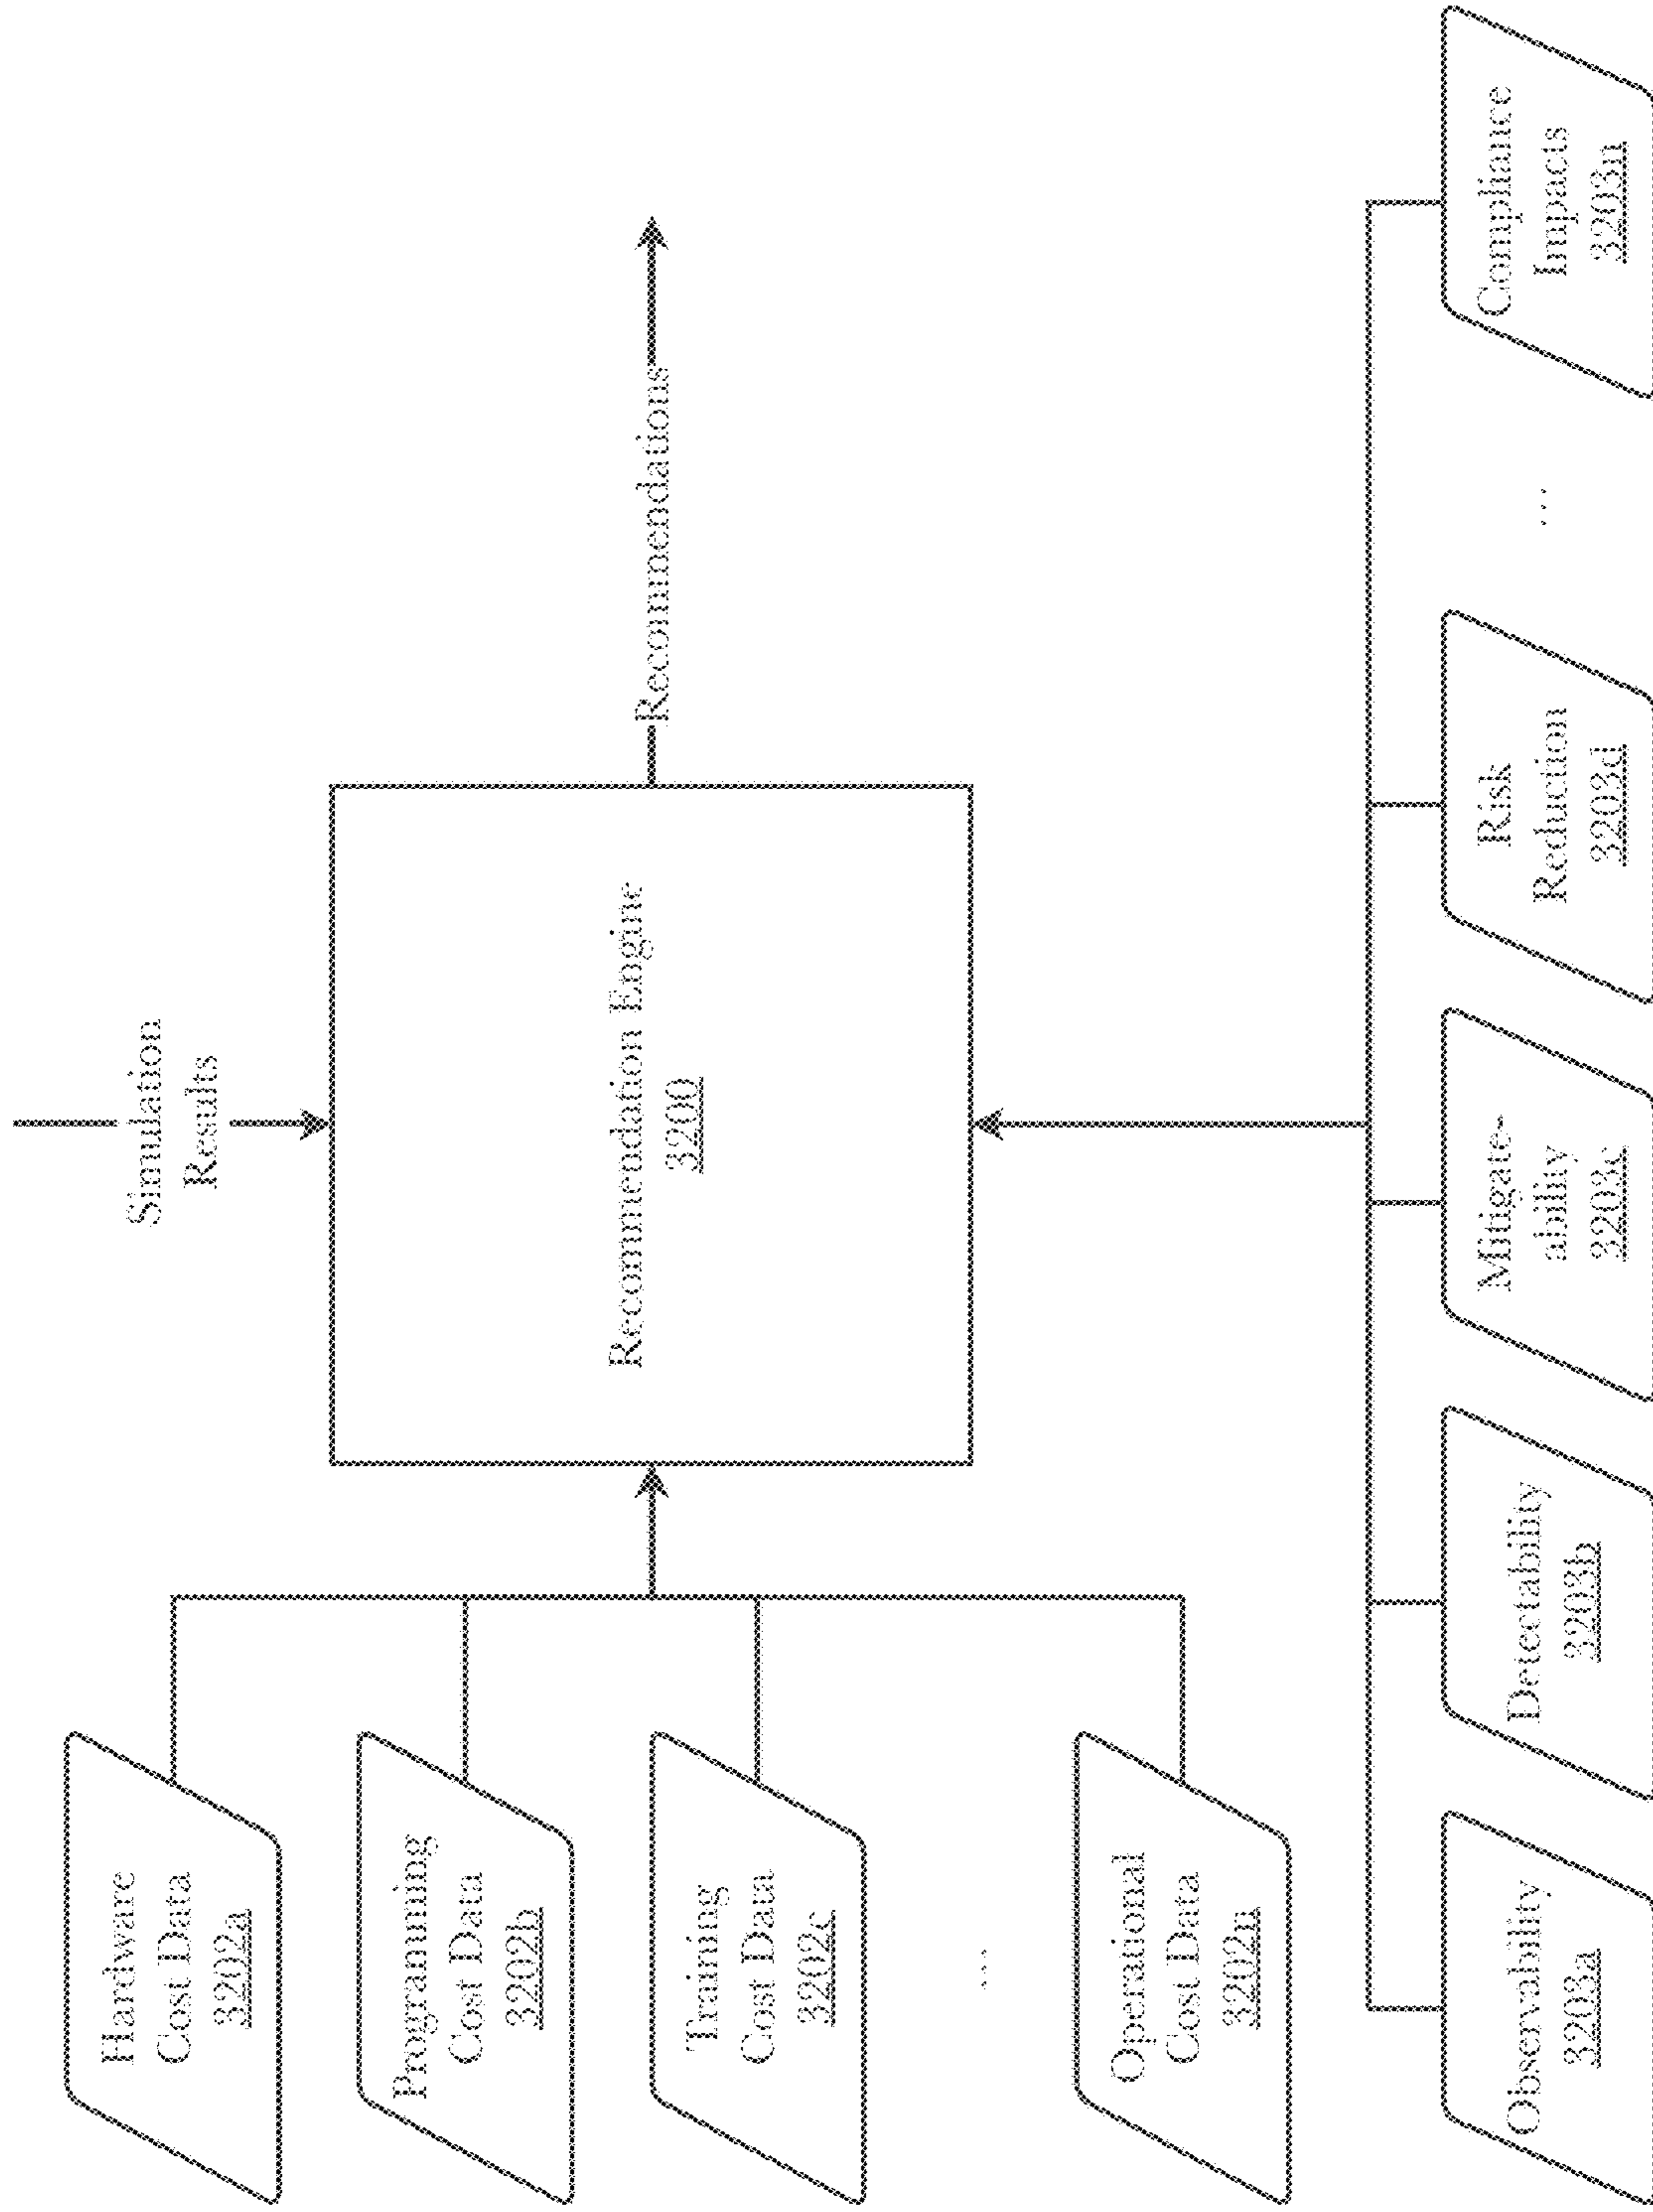 Simulation
Results
Hardware
Cost Data
3202a
Programming
Cost Data
3202b
Training
Cost Data
3202c
...
Operational
Cost Data
3202n
Recommendation Engine
3200
Recommendations
Observability
3203a
Detectability
3203b
Mitigate-
ability
3203c
Risk
Reduction
3203d
...
Compliance
Impacts
3203n